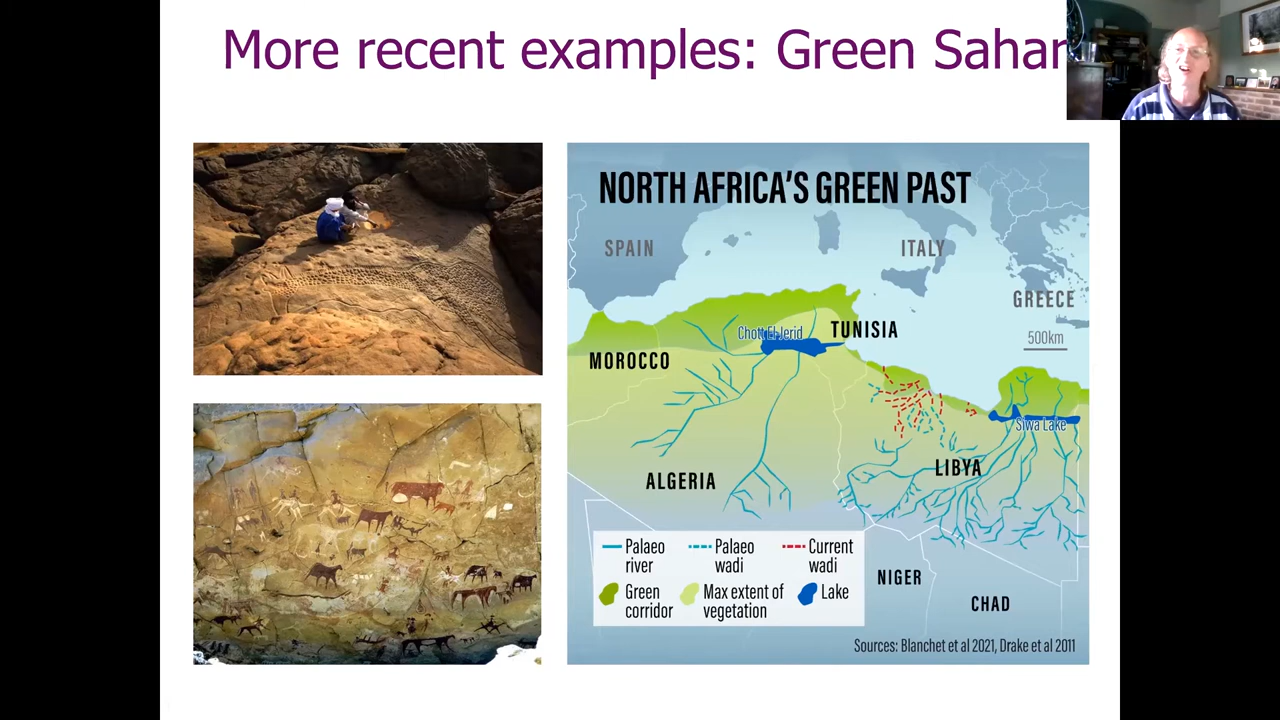 More recent examples: Green Sahar
NORTH AFRICA'S GREEN PAST
SPAIN
ITALY
GREECE
500km
Chott El-Jerid
TUNISIA
MOROCCO
Siwa Lake
LIBYA
ALGERIA
Palaeo river
Palaeo wadi
Current wadi
Green corridor
Max extent of vegetation
Lake
NIGER
CHAD
Sources: Blanchet et al 2021, Drake et al 2011